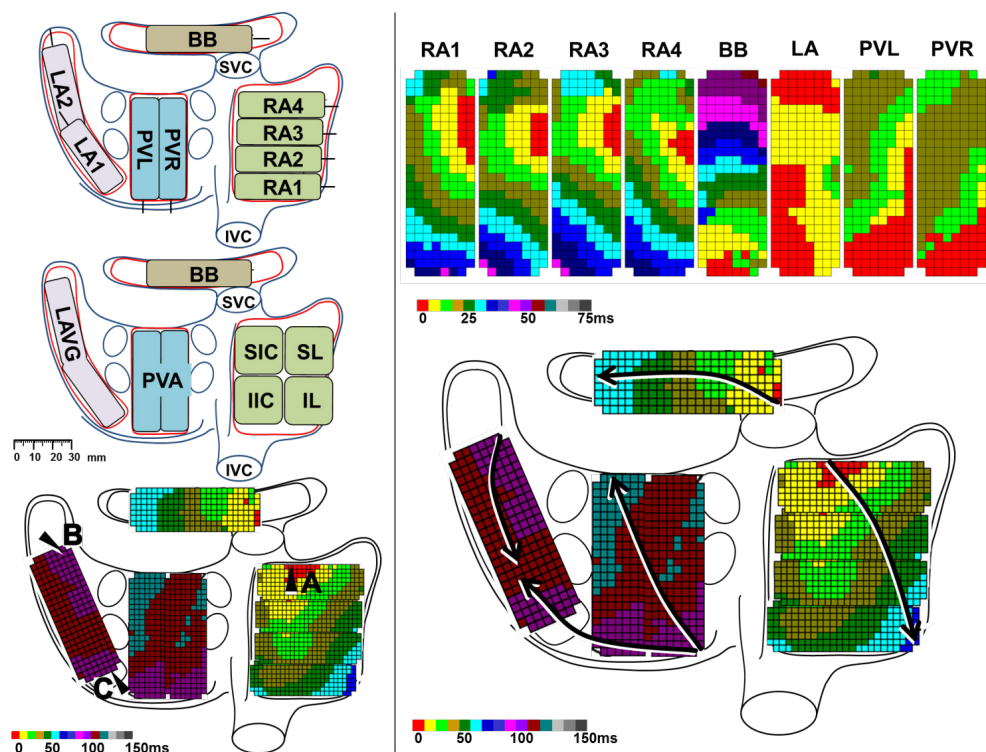 BB
SVC
LA2
LA1
PVL
PVR
RA4
RA3
RA2
RA1
IVC
BB
SVC
LAVG
PVA
SIC SL
IIC IL
IVC
0 10 20 30 mm
B
A
C
0 50 100 150ms
RA1 RA2 RA3 RA4 BB LA PVL PVR
0 25 50 75ms
0 50 100 150ms